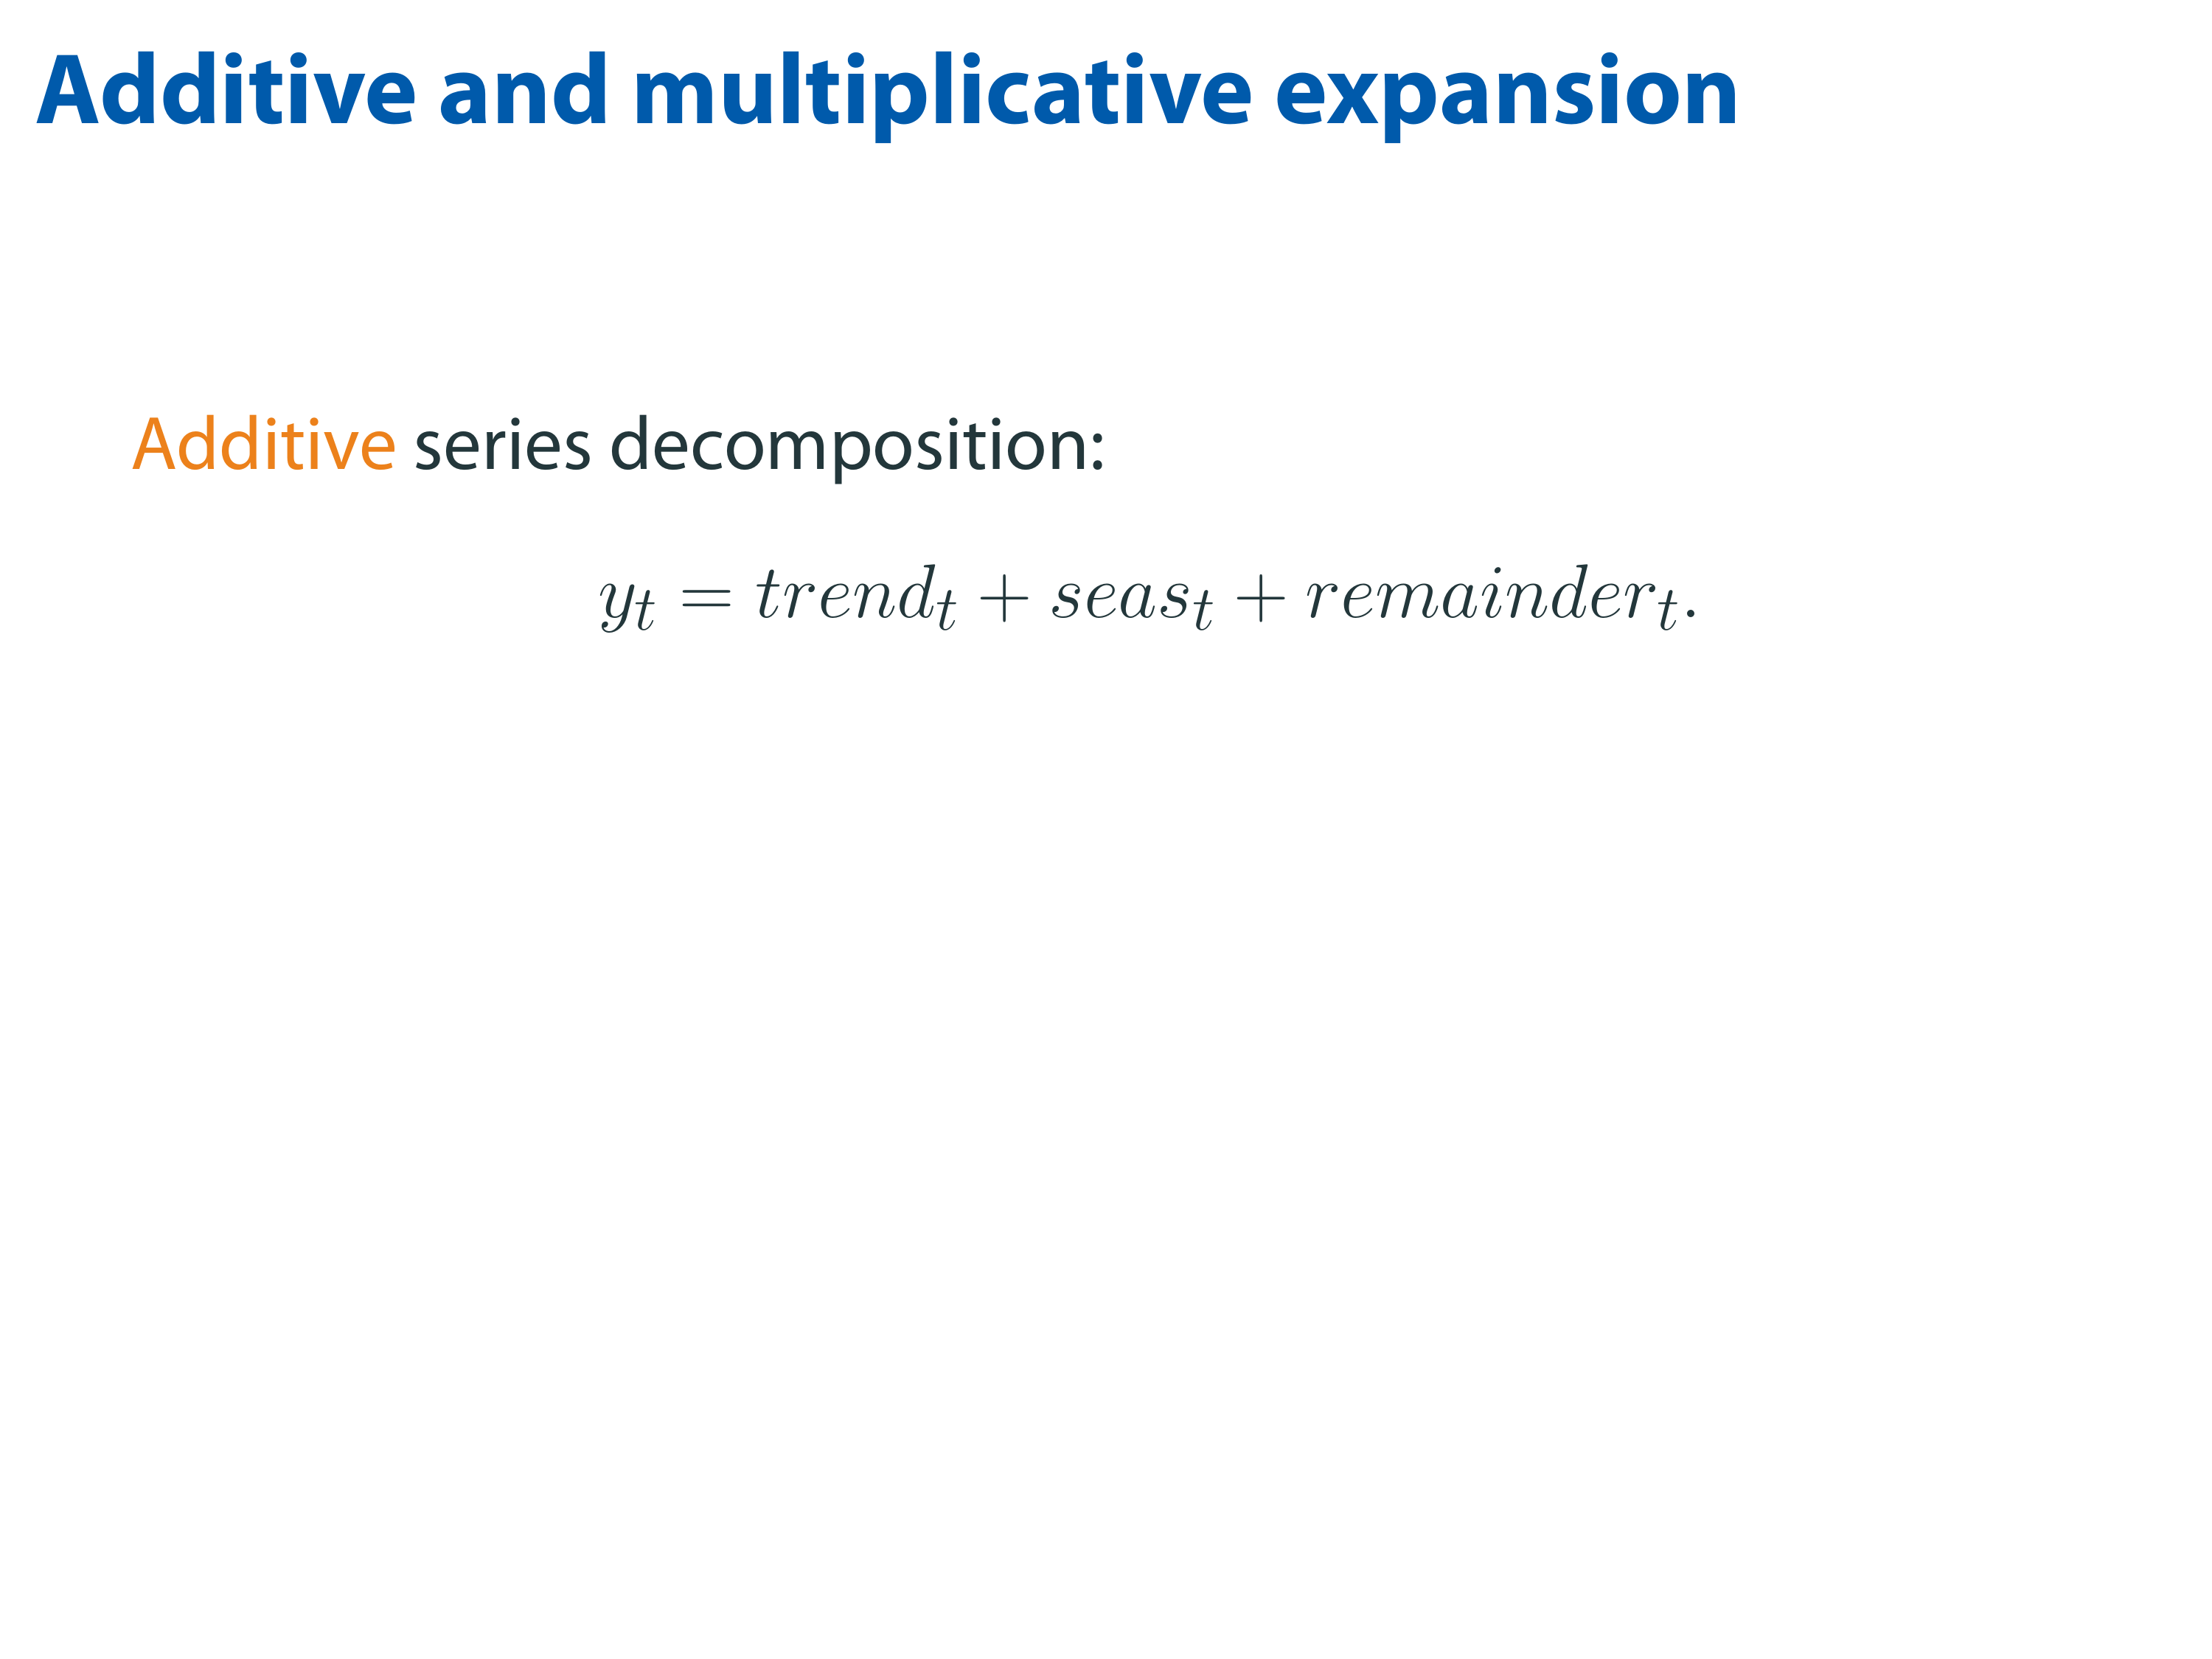 Additive and multiplicative expansion
Additive series decomposition:
$y_t = trend_t + seas_t + remainder_t.$